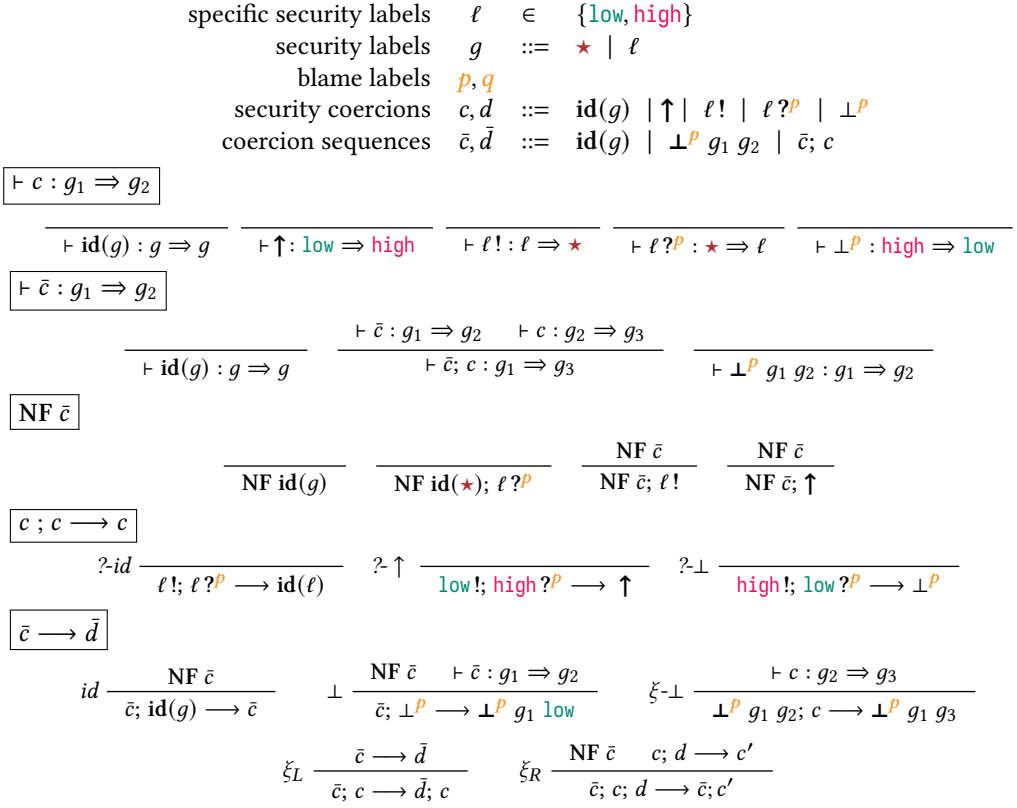 specific security labels ℓ ∈ {low, high}
security labels g ::= ★ | ℓ
blame labels p, q
security coercions c, d ::= id(g) | ↑ | ℓ ! | ℓ ?ᵖ | ⊥ᵖ
coercion sequences c̄, d̄ ::= id(g) | ⊥ᵖ g₁ g₂ | c̄; c
⊢ c : g₁ ⇒ g₂
⊢ id(g) : g ⇒ g ⊢ ↑ : low ⇒ high ⊢ ℓ ! : ℓ ⇒ ★ ⊢ ℓ ?ᵖ : ★ ⇒ ℓ ⊢ ⊥ᵖ : high ⇒ low
⊢ c̄ : g₁ ⇒ g₂
⊢ c̄ : g₁ ⇒ g₂ ⊢ c : g₂ ⇒ g₃
⊢ id(g) : g ⇒ g ⊢ c̄; c : g₁ ⇒ g₃ ⊢ ⊥ᵖ g₁ g₂ : g₁ ⇒ g₂
NF c̄
NF c̄ NF c̄
NF id(g) NF id(★); ℓ ?ᵖ NF c̄; ℓ ! NF c̄; ↑
c ; c ⟶ c
?-id ℓ !; ℓ ?ᵖ ⟶ id(ℓ) ?-↑ low !; high ?ᵖ ⟶ ↑ ?-⊥ high !; low ?ᵖ ⟶ ⊥ᵖ
c̄ ⟶ d̄
NF c̄ NF c̄ ⊢ c̄ : g₁ ⇒ g₂ ⊢ c : g₂ ⇒ g₃
id c̄; id(g) ⟶ c̄ ⊥ c̄; ⊥ᵖ ⟶ ⊥ᵖ g₁ low ξ-⊥ ⊥ᵖ g₁ g₂; c ⟶ ⊥ᵖ g₁ g₃
c̄ ⟶ d̄ NF c̄ c; d ⟶ c′
ξL c̄; c ⟶ d̄; c ξR c̄; c; d ⟶ c̄; c′